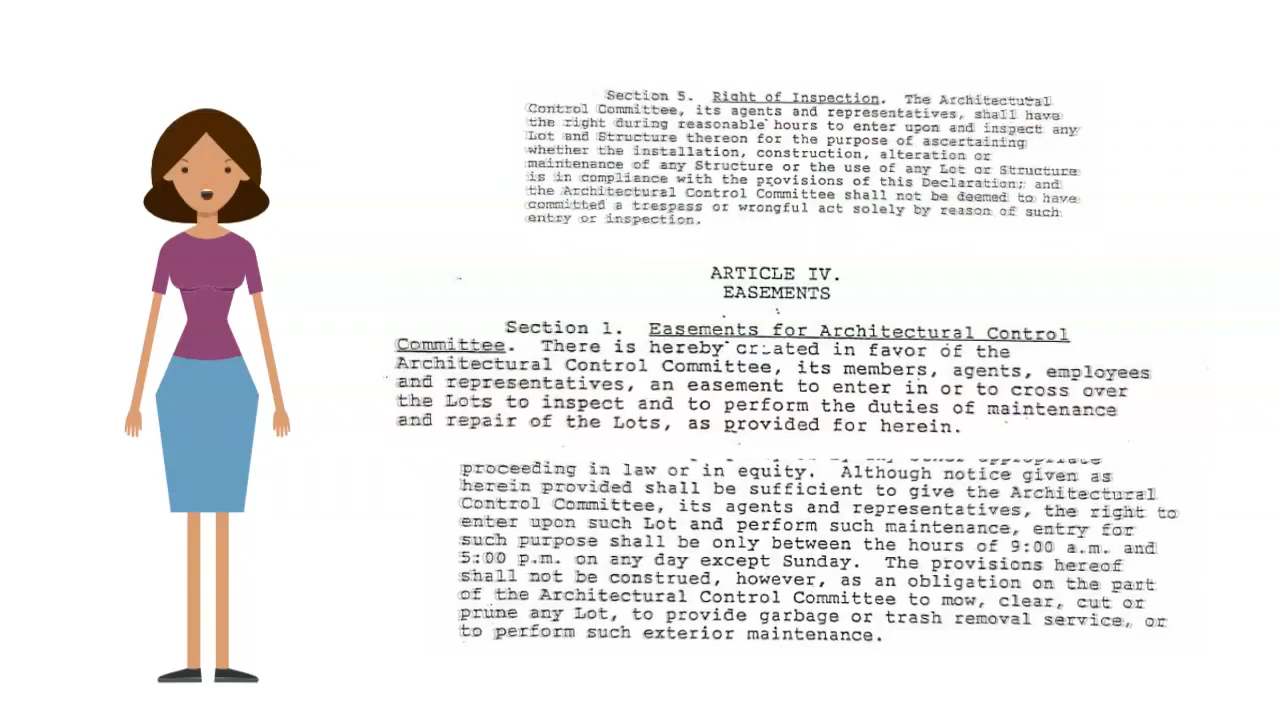 Section 5. Right of Inspection. The Architectural
Control Committee, its agents and representatives, shall have
the right during reasonable hours to enter upon and inspect any
Lot and Structure thereon for the purpose of ascertaining
whether the installation, construction, alteration or
maintenance of any Structure or the use of any Lot or Structure
is in compliance with the provisions of this Declaration; and
the Architectural Control Committee shall not be deemed to have
committed a trespass or wrongful act solely by reason of such
entry or inspection.
ARTICLE IV.
EASEMENTS
Section 1. Easements for Architectural Control
Committee. There is hereby created in favor of the
Architectural Control Committee, its members, agents, employees
and representatives, an easement to enter in or to cross over
the Lots to inspect and to perform the duties of maintenance
and repair of the Lots, as provided for herein.
other appropriate
proceeding in law or in equity. Although notice given as
herein provided shall be sufficient to give the Architectural
Control Committee, its agents and representatives, the right to
enter upon such Lot and perform such maintenance, entry for
such purpose shall be only between the hours of 9:00 a.m. and
5:00 p.m. on any day except Sunday. The provisions hereof
shall not be construed, however, as an obligation on the part
of the Architectural Control Committee to mow, clear, cut or
prune any Lot, to provide garbage or trash removal service, or
to perform such exterior maintenance.